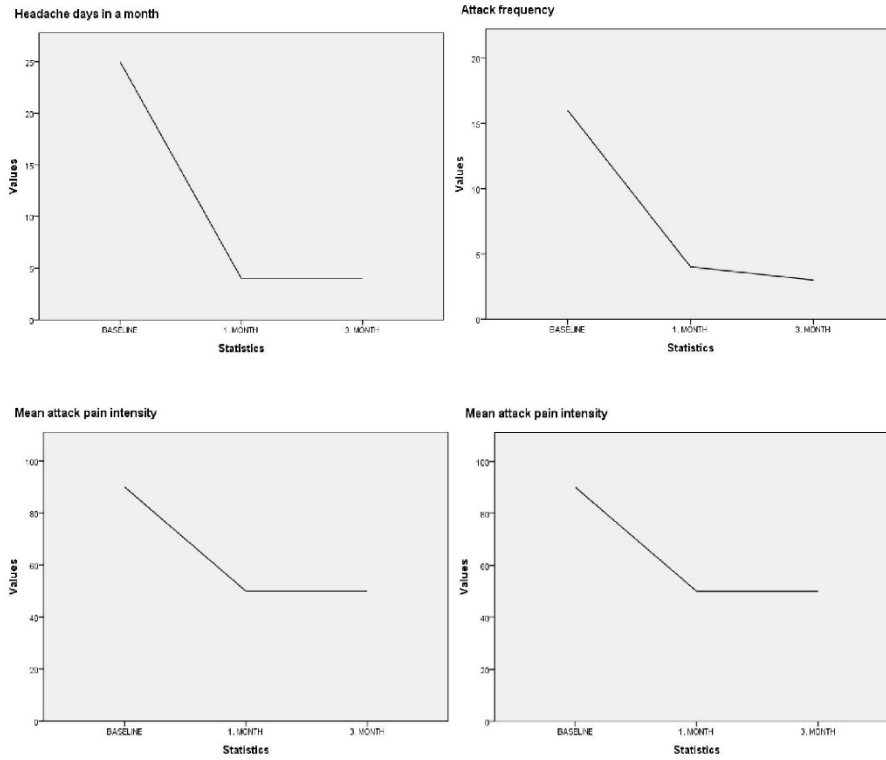 Headache days in a month
25
20
15
10
5
0
Values
BASELINE
1. MONTH
3. MONTH
Statistics
Attack frequency
20
15
10
5
0
Values
BASELINE
1. MONTH
3. MONTH
Statistics
Mean attack pain intensity
100
80
60
40
20
0
Values
BASELINE
1. MONTH
3. MONTH
Statistics
Mean attack pain intensity
100
80
60
40
20
0
Values
BASELINE
1. MONTH
3. MONTH
Statistics